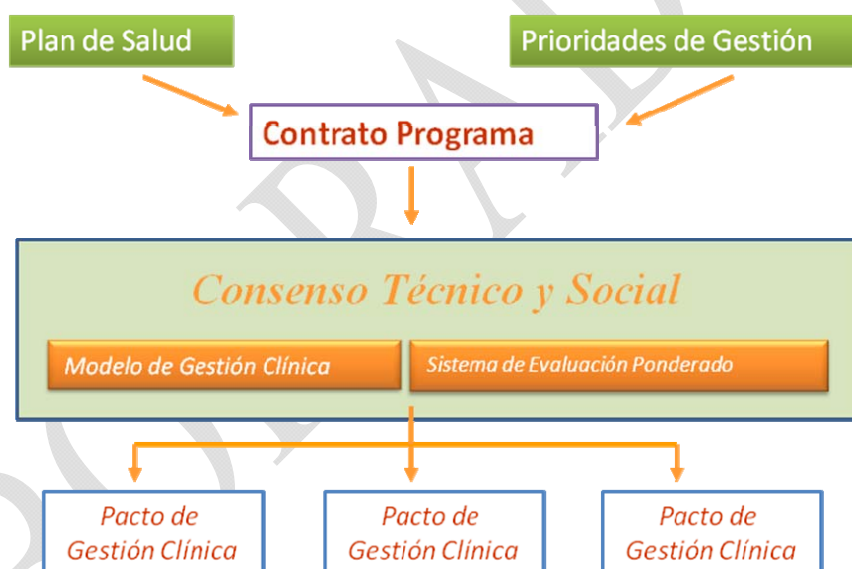 Plan de Salud
Prioridades de Gestión
Contrato Programa
Consenso Técnico y Social
Modelo de Gestión Clínica
Sistema de Evaluación Ponderado
Pacto de
Gestión Clínica
Pacto de
Gestión Clínica
Pacto de
Gestión Clínica